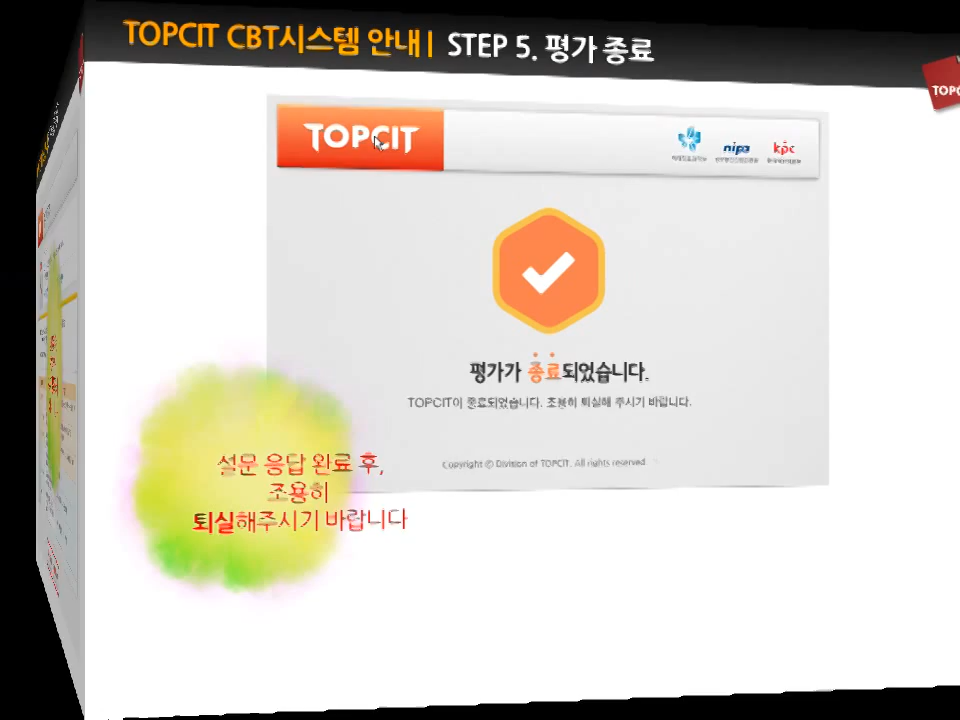 TOPCIT CBT시스템 안내 | STEP 5. 평가 종료
TOPC
TOPCIT
nipa
kpc
평가가 종료되었습니다.
TOPCIT이 종료되었습니다. 조용히 퇴실해 주시기 바랍니다.
Copyright © Division of TOPCIT. All rights reserved.
설문 응답 완료 후,
조용히
퇴실해주시기 바랍니다